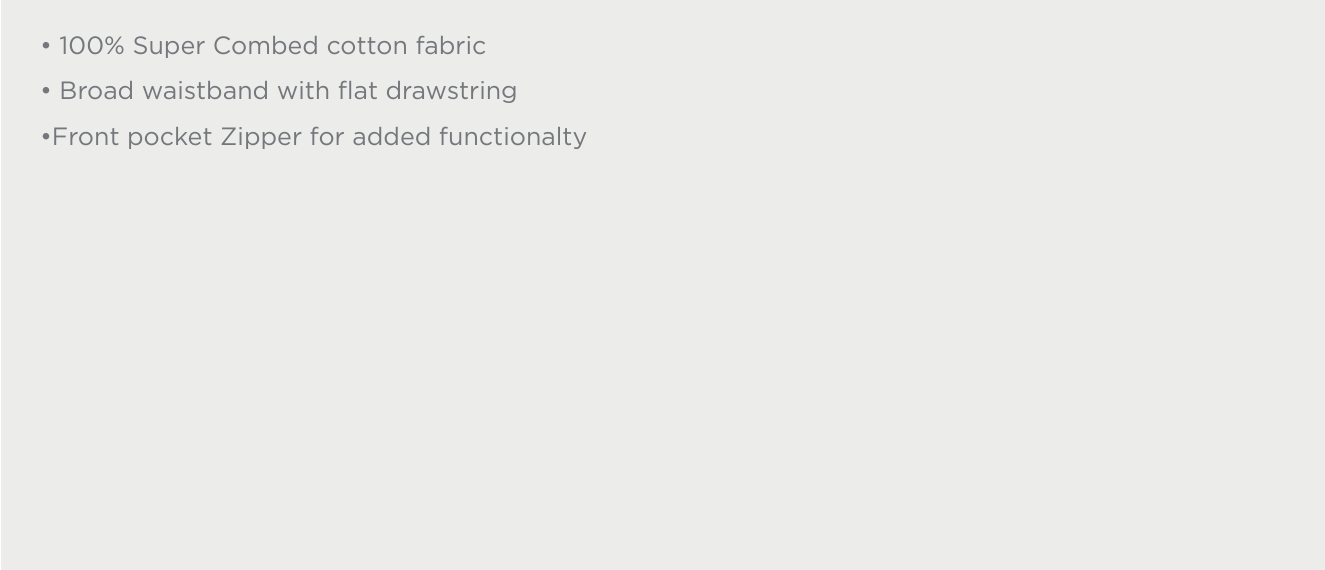 • 100% Super Combed cotton fabric
• Broad waistband with flat drawstring
•Front pocket Zipper for added functionalty